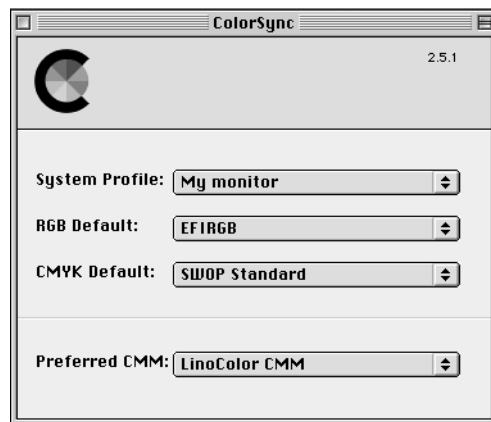 ColorSync
2.5.1
System Profile: My monitor
RGB Default: EFIRGB
CMYK Default: SWOP Standard
Preferred CMM: LinoColor CMM